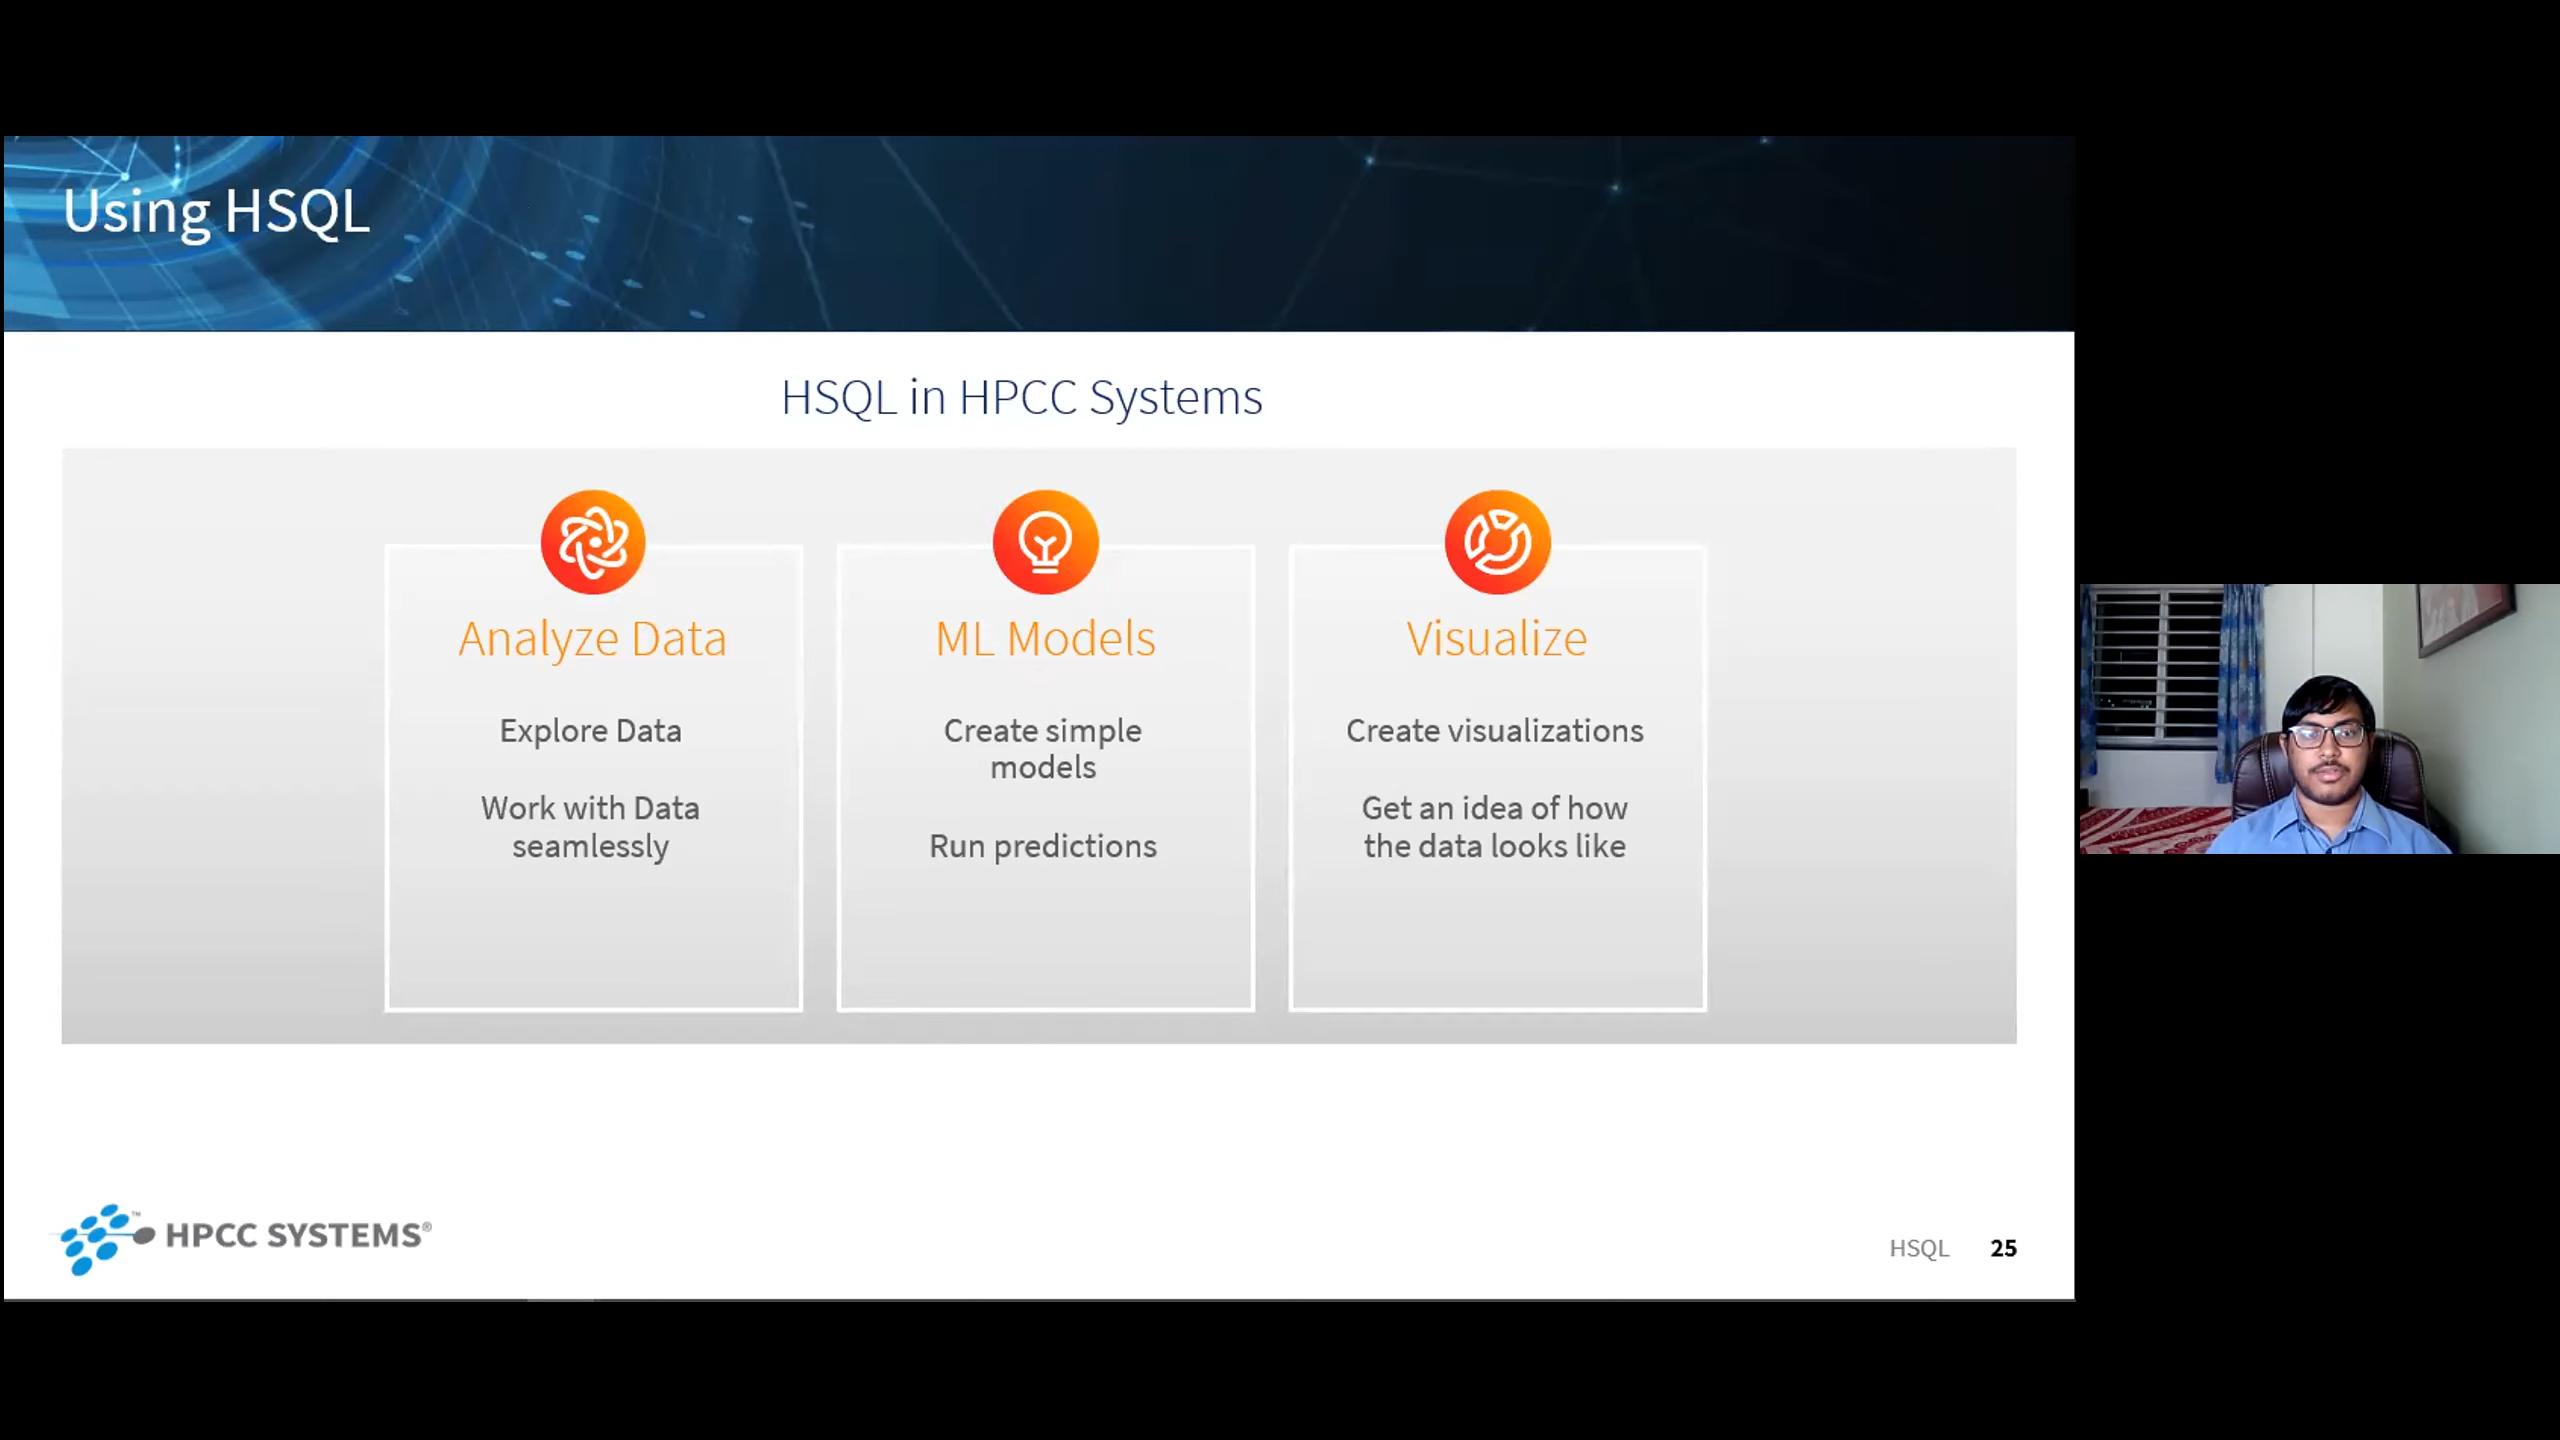 Using HSQL
HSQL in HPCC Systems
Analyze Data
Explore Data
Work with Data
seamlessly
ML Models
Create simple
models
Run predictions
Visualize
Create visualizations
Get an idea of how
the data looks like
™
HPCC SYSTEMS®
HSQL 25